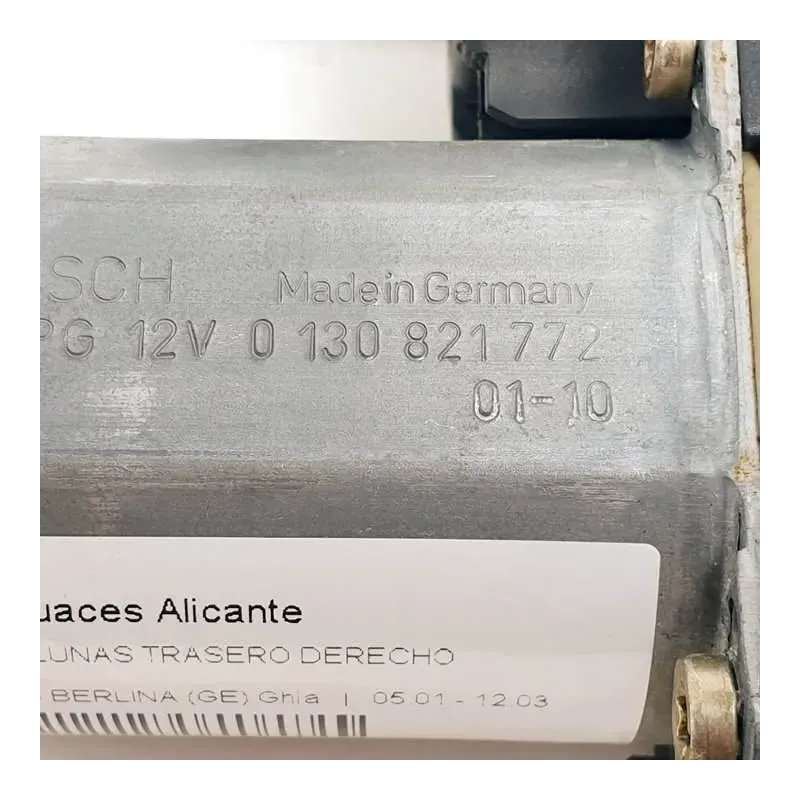 SCH Made in Germany
PG 12V 0 130 821 772
01-10
uaces Alicante
LUNAS TRASERO DERECHO
BERLINA (GE) Ghia | 05.01 - 12.03